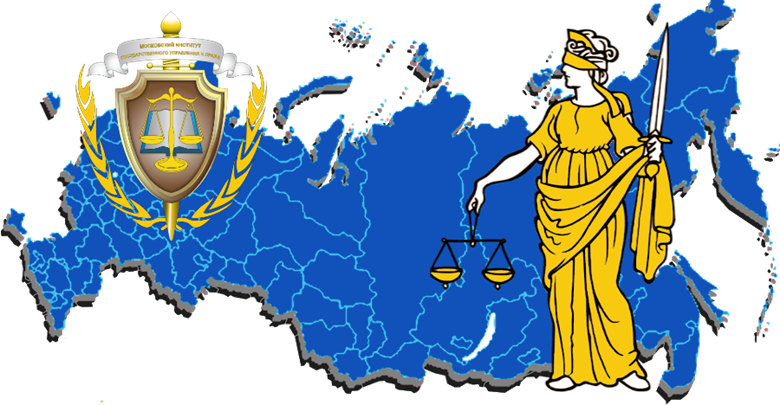 МОСКОВСКИЙ ИНСТИТУТ
ГОСУДАРСТВЕННОГО УПРАВЛЕНИЯ И ПРАВА